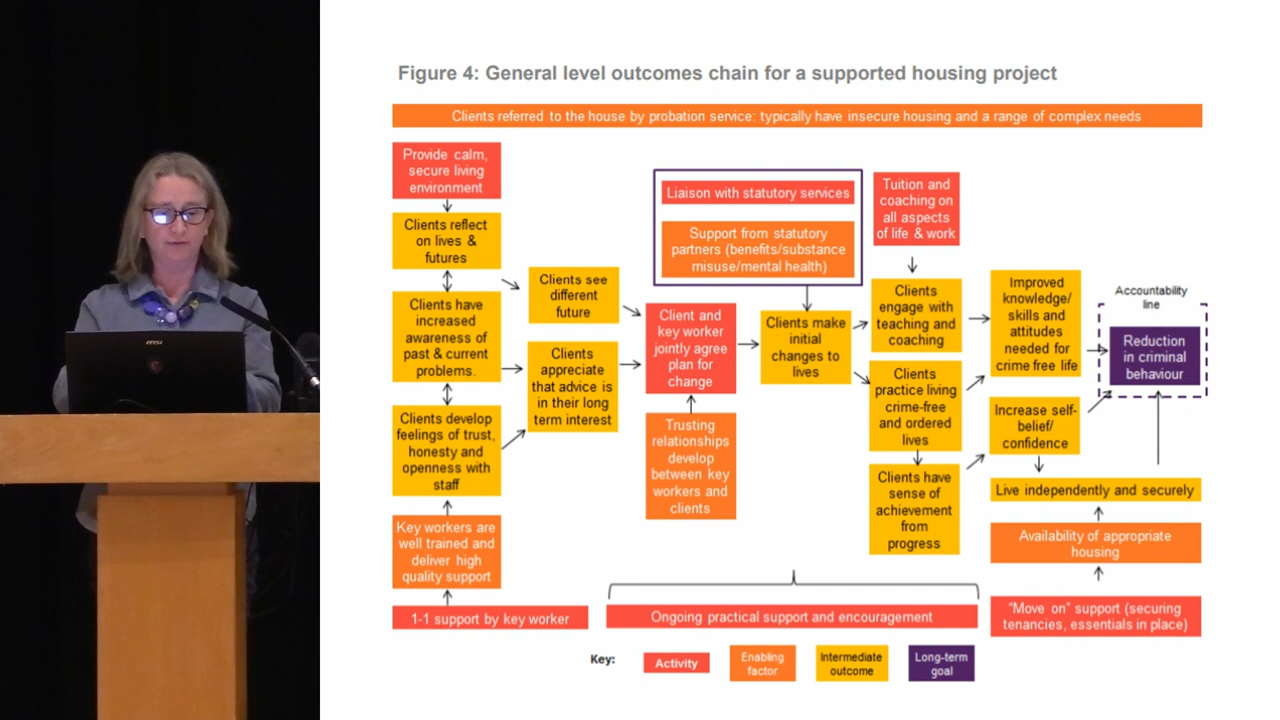 Figure 4: General level outcomes chain for a supported housing project
Clients referred to the house by probation service: typically have insecure housing and a range of complex needs
Provide calm,
secure living
environment
Clients reflect
on lives &
futures
Clients have
increased
awareness of
past & current
problems.
Clients develop
feelings of trust,
honesty and
openness with
staff
Key workers are
well trained and
deliver high
quality support
1-1 support by key worker
Clients see
different
future
Clients
appreciate
that advice is
in their long
term interest
Liaison with statutory services
Support from statutory
partners (benefits/substance
misuse/mental health)
Client and
key worker
jointly agree
plan for
change
Trusting
relationships
develop
between key
workers and
clients
Clients make
initial
changes to
lives
Tuition and
coaching on
all aspects
of life & work
Clients
engage with
teaching and
coaching
Clients
practice living
crime-free
and ordered
lives
Clients have
sense of
achievement
from
progress
Improved
knowledge/
skills and
attitudes
needed for
crime free life
Increase self-
belief/
confidence
Accountability
line
Reduction
in criminal
behaviour
Live independently and securely
Availability of appropriate
housing
"Move on" support (securing
tenancies, essentials in place)
Ongoing practical support and encouragement
Key:
Activity
Enabling
factor
Intermediate
outcome
Long-term
goal
msi